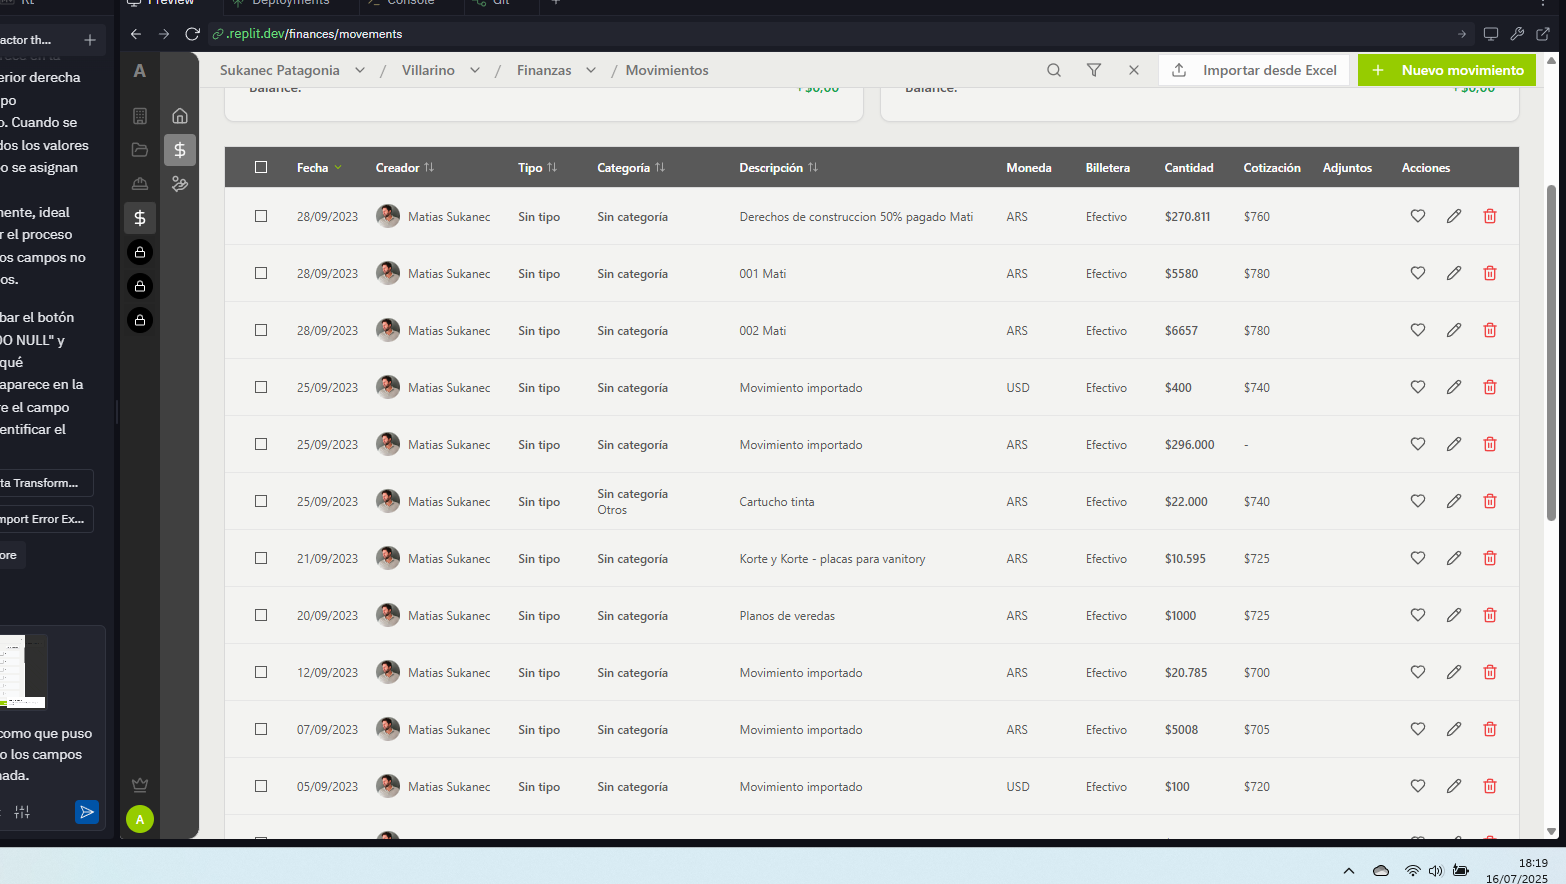 Preview
Deployments
Console
Git
actor th...
.replit.dev/finances/movements
erior derecha
po
o. Cuando se
dos los valores
o se asignan
nente, ideal
r el proceso
os campos no
os.
bar el botón
OO NULL" y
qué
aparece en la
re el campo
entificar el
ta Transform...
mport Error Ex...
ore
como que puso
o los campos
nada.
A
Sukanec Patagonia / Villarino / Finanzas / Movimientos
Importar desde Excel
+ Nuevo movimiento
Balance: +$0,00
Balance: +$0,00
Fecha Creador Tipo Categoría Descripción Moneda Billetera Cantidad Cotización Adjuntos Acciones
28/09/2023 Matias Sukanec Sin tipo Sin categoría Derechos de construccion 50% pagado Mati ARS Efectivo $270.811 $760
28/09/2023 Matias Sukanec Sin tipo Sin categoría 001 Mati ARS Efectivo $5580 $780
28/09/2023 Matias Sukanec Sin tipo Sin categoría 002 Mati ARS Efectivo $6657 $780
25/09/2023 Matias Sukanec Sin tipo Sin categoría Movimiento importado USD Efectivo $400 $740
25/09/2023 Matias Sukanec Sin tipo Sin categoría Movimiento importado ARS Efectivo $296.000 -
25/09/2023 Matias Sukanec Sin tipo Sin categoría Cartucho tinta ARS Efectivo $22.000 $740
Otros
21/09/2023 Matias Sukanec Sin tipo Sin categoría Korte y Korte - placas para vanitory ARS Efectivo $10.595 $725
20/09/2023 Matias Sukanec Sin tipo Sin categoría Planos de veredas ARS Efectivo $1000 $725
12/09/2023 Matias Sukanec Sin tipo Sin categoría Movimiento importado ARS Efectivo $20.785 $700
07/09/2023 Matias Sukanec Sin tipo Sin categoría Movimiento importado ARS Efectivo $5008 $705
05/09/2023 Matias Sukanec Sin tipo Sin categoría Movimiento importado USD Efectivo $100 $720
A
18:19
16/07/2025